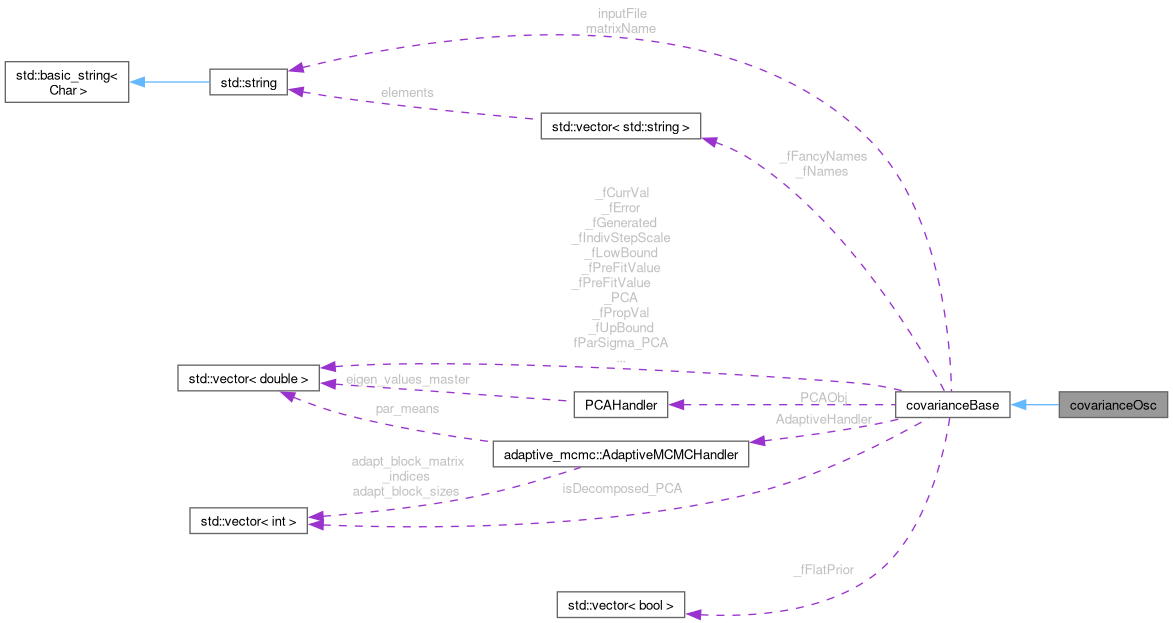 inputFile
matrixName
std::basic_string<
Char >
std::string
elements
std::vector< std::string >
_fFancyNames
_fNames
_fCurrVal
_fError
_fGenerated
_fIndivStepScale
_fLowBound
_fPreFitValue
_fPreFitValue
_PCA
_fPropVal
_fUpBound
fParSigma_PCA
...
std::vector< double >
eigen_values_master
PCAHandler
PCAObj
covarianceBase
covarianceOsc
par_means
AdaptiveHandler
adaptive_mcmc::AdaptiveMCMCHandler
adapt_block_matrix
_indices
adapt_block_sizes
isDecomposed_PCA
std::vector< int >
_fFlatPrior
std::vector< bool >